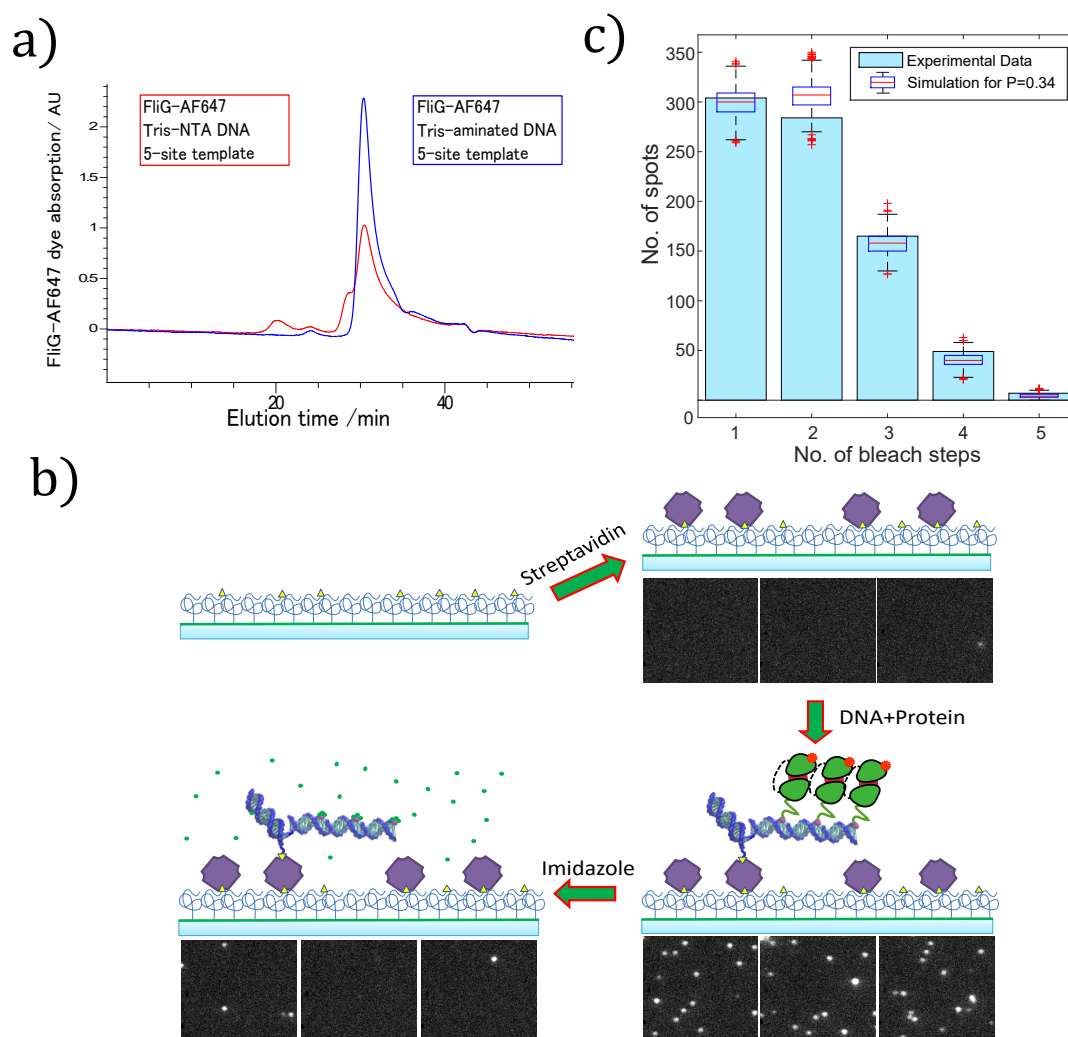 a)
FliG-AF647
Tris-NTA DNA
5-site template
FliG-AF647
Tris-aminated DNA
5-site template
FliG-AF647 dye absorption/ AU
2
1.5
1
0.5
0
20
40
Elution time /min
c)
Experimental Data
Simulation for P=0.34
No. of spots
350
300
250
200
150
100
50
0
1 2 3 4 5
No. of bleach steps
b)
Streptavidin
DNA+Protein
Imidazole